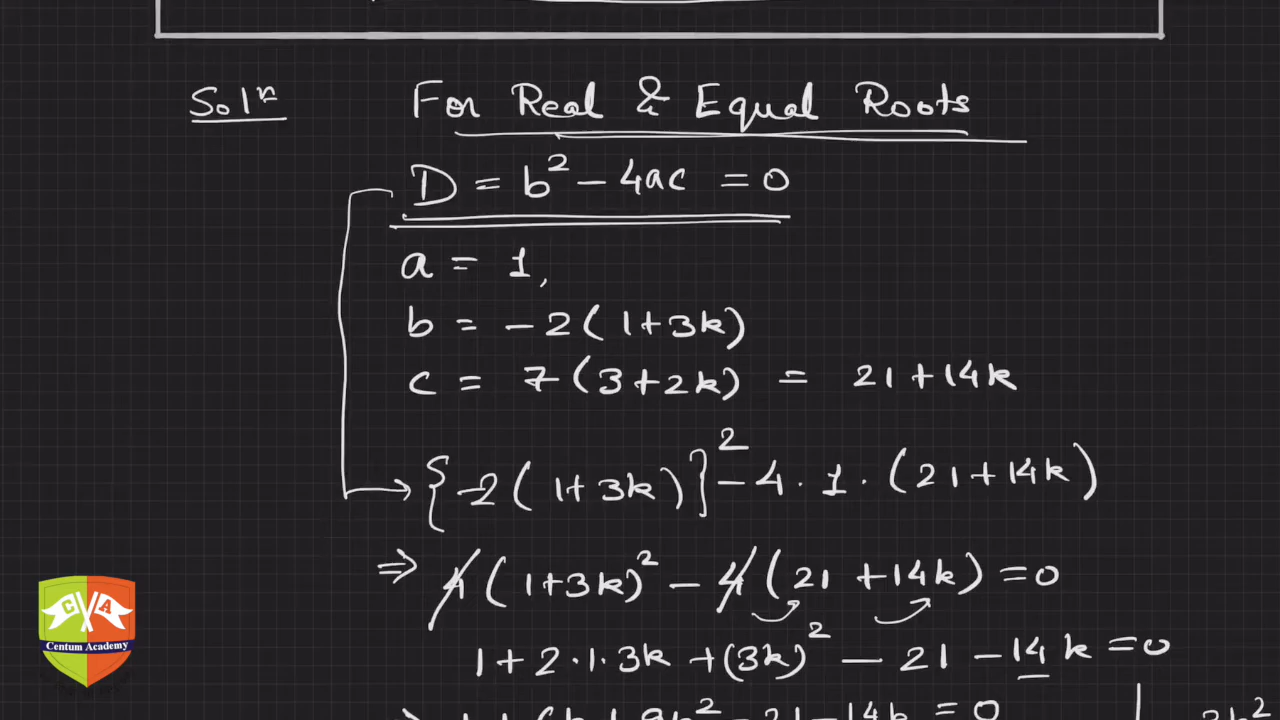 Solⁿ For Real & Equal Roots
D = b² - 4ac = 0
a = 1,
b = -2(1+3k)
c = 7(3+2k) = 21+14k
{-2(1+3k)}² - 4 · 1 · (21+14k)
⇒ 4(1+3k)² - 4(21+14k) = 0
1 + 2·1·3k + (3k)² - 21 - 14k = 0
C A
Centum Academy